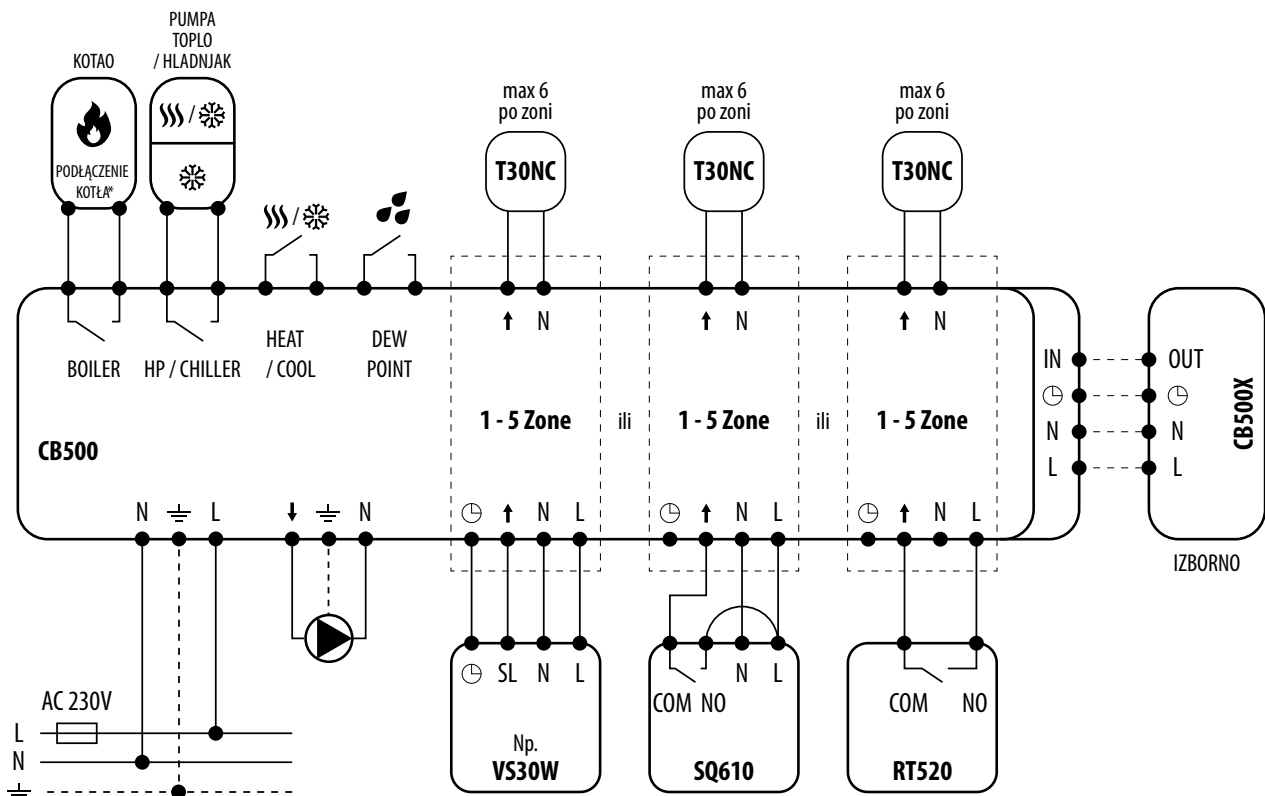 PUMPA
TOPLO
/ HLADNJAK
KOTAO
PODŁĄCZENIE
KOTŁA*
/
max 6
po zoni
T30NC
max 6
po zoni
T30NC
max 6
po zoni
T30NC
/
N
N
N
BOILER
HP / CHILLER
HEAT
/ COOL
DEW
POINT
IN
OUT
N
N
L
L
CB500X
IZBORNO
CB500
1 - 5 Zone
ili
1 - 5 Zone
ili
1 - 5 Zone
N
L
N
N
L
N
L
N
L
SL
N
L
COM NO
N
L
COM
NO
Np.
VS30W
SQ610
RT520
AC 230V
L
N